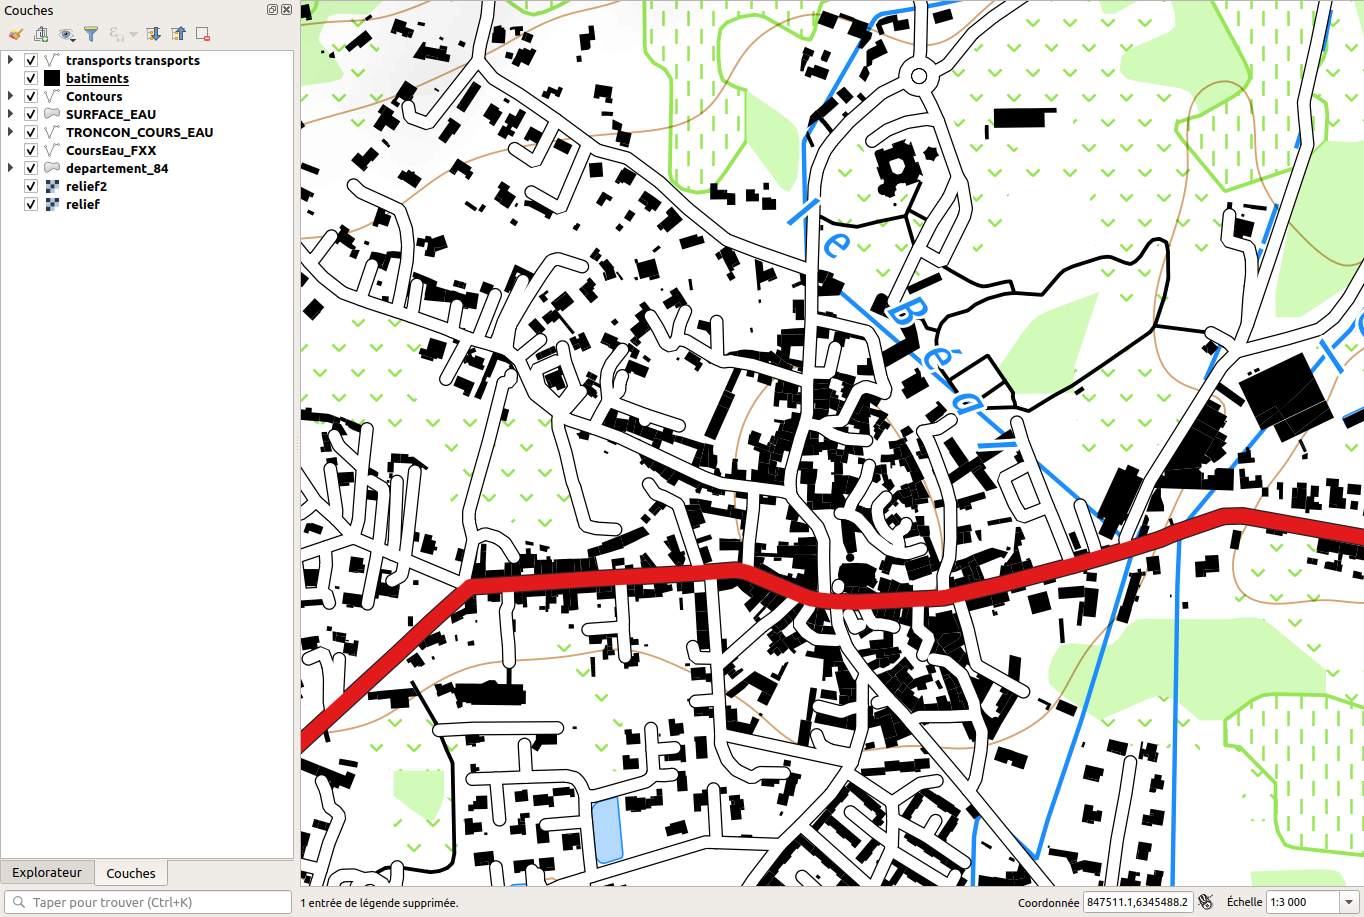 Couches
transports transports
batiments
Contours
SURFACE_EAU
TRONCON_COURS_EAU
CoursEau_FXX
departement_84
relief2
relief
le Béal
Explorateur
Couches
Taper pour trouver (Ctrl+K)
1 entrée de légende supprimée.
Coordonnée 847511.1,6345488.2
Échelle 1:3 000